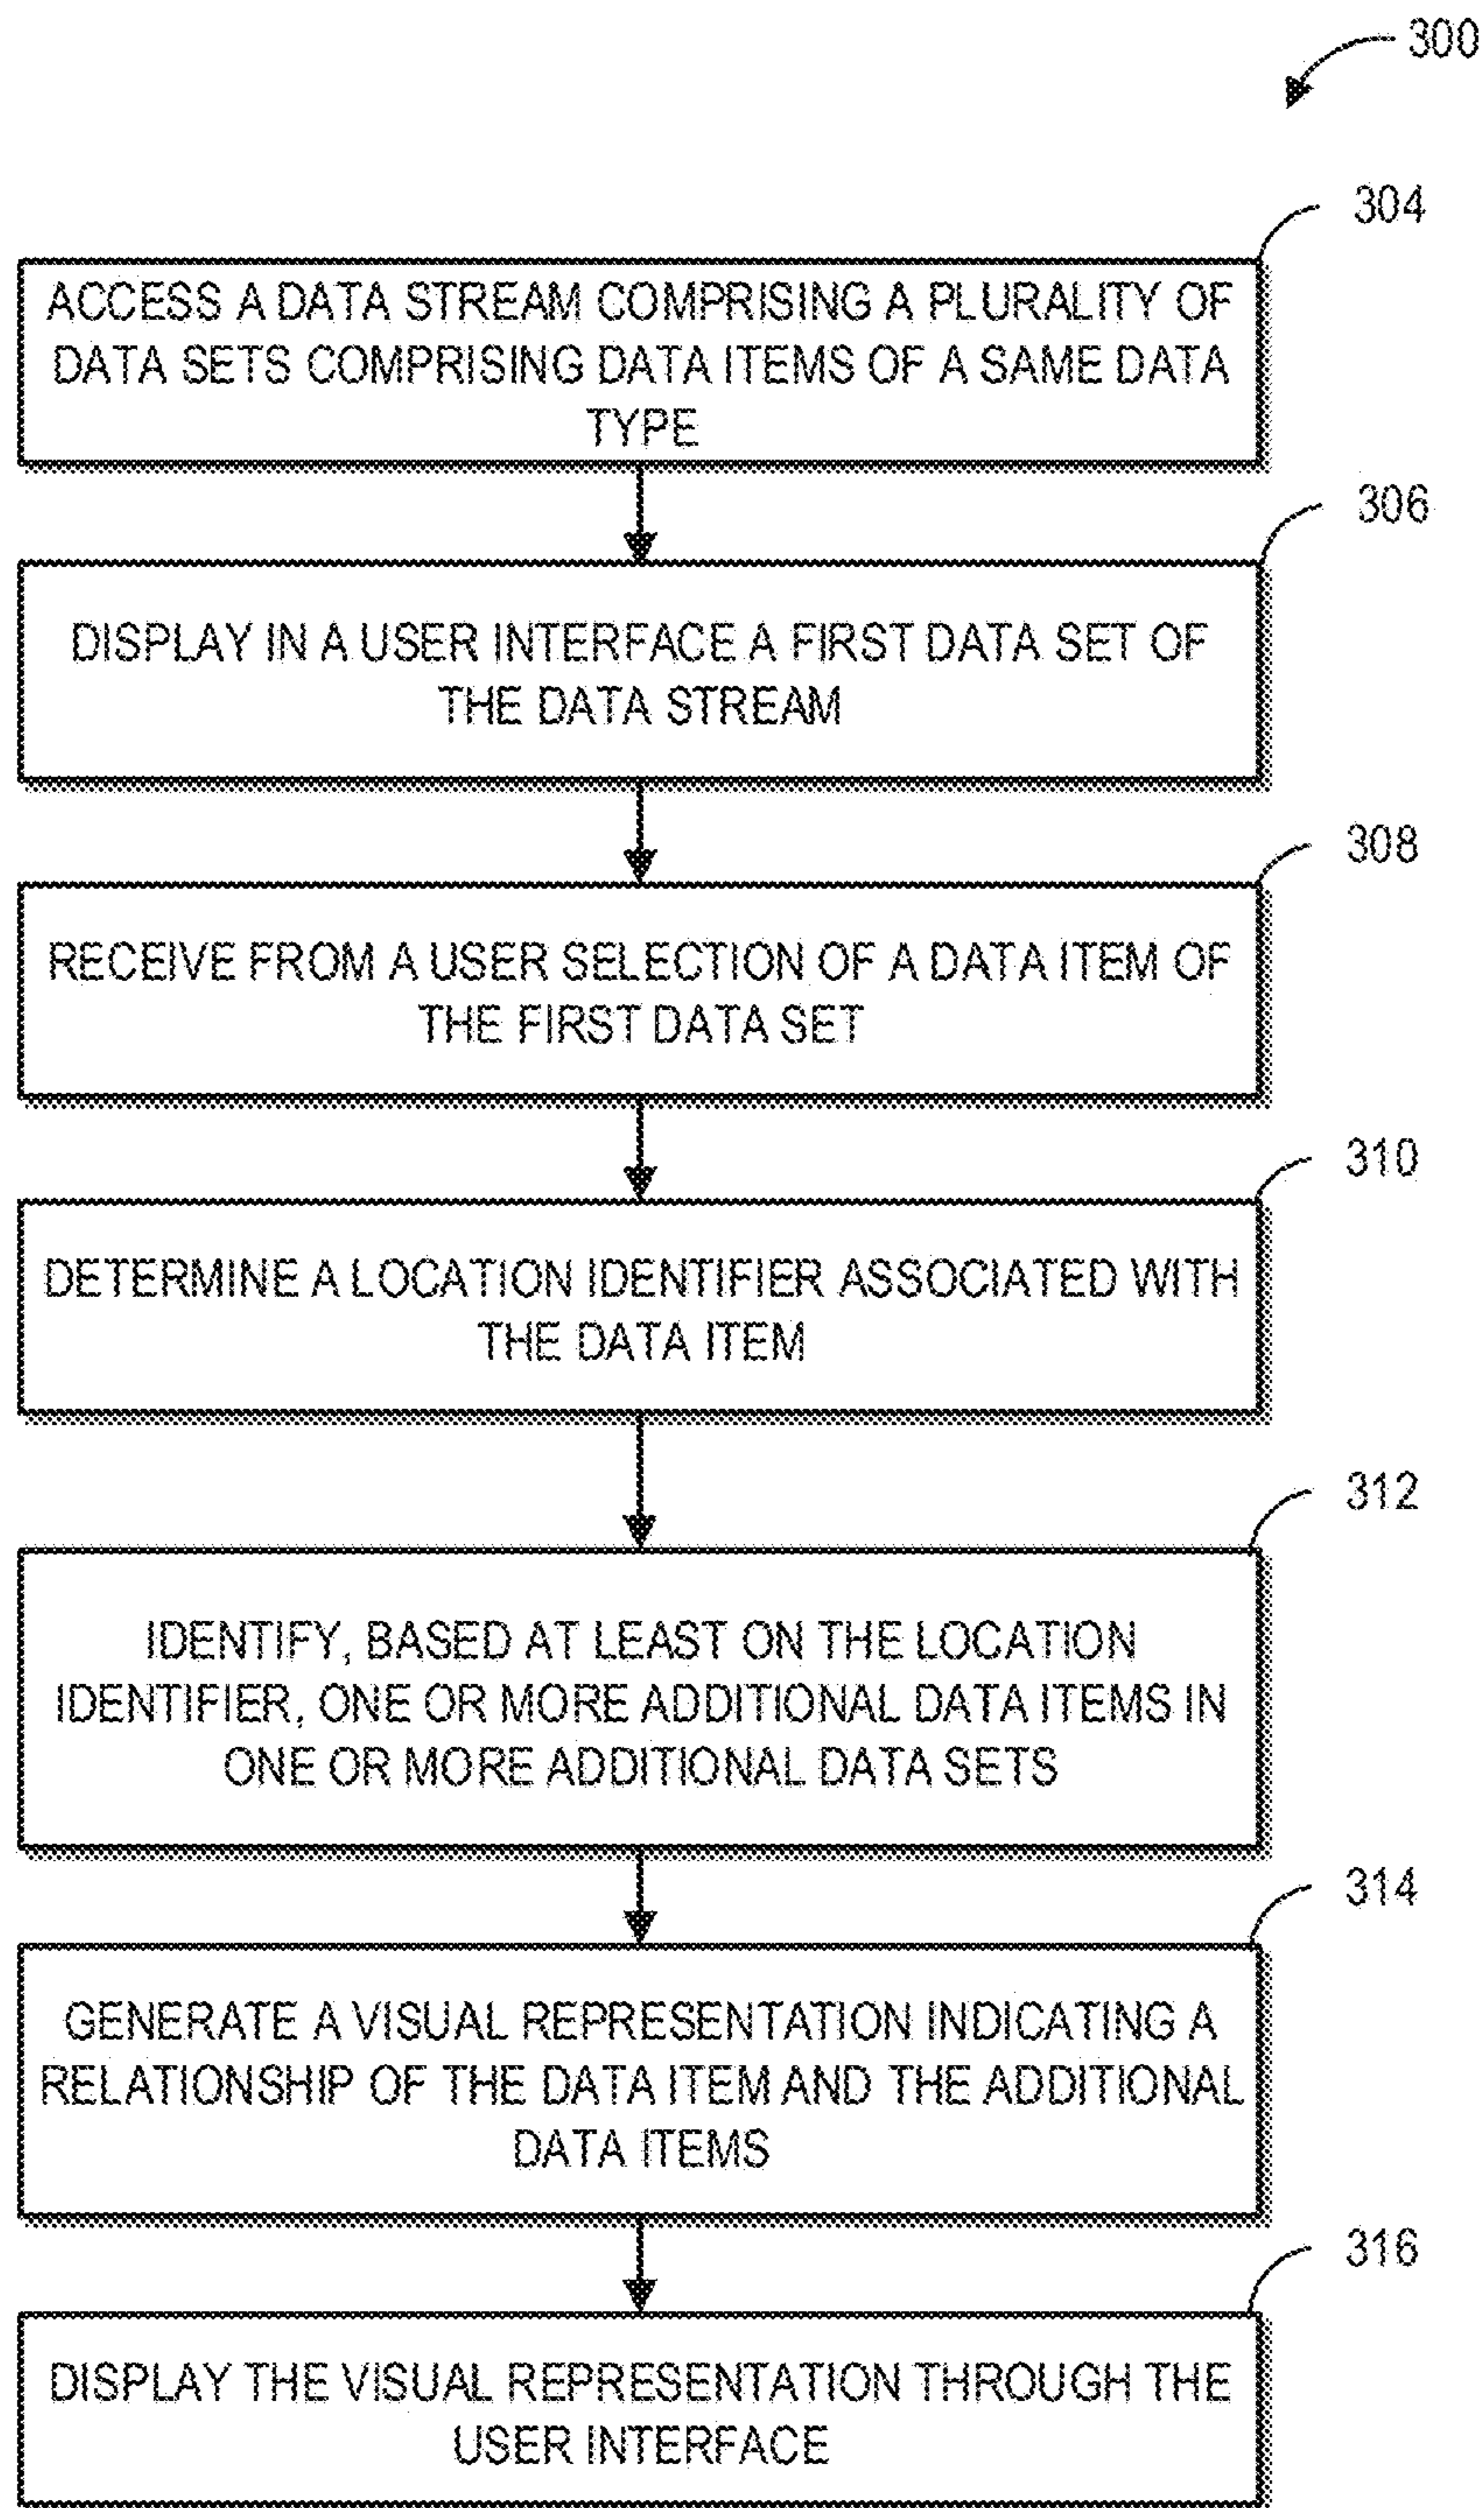 300
304
ACCESS A DATA STREAM COMPRISING A PLURALITY OF
DATA SETS COMPRISING DATA ITEMS OF A SAME DATA
TYPE
306
DISPLAY IN A USER INTERFACE A FIRST DATA SET OF
THE DATA STREAM
308
RECEIVE FROM A USER SELECTION OF A DATA ITEM OF
THE FIRST DATA SET
310
DETERMINE A LOCATION IDENTIFIER ASSOCIATED WITH
THE DATA ITEM
312
IDENTIFY, BASED AT LEAST ON THE LOCATION
IDENTIFIER, ONE OR MORE ADDITIONAL DATA ITEMS IN
ONE OR MORE ADDITIONAL DATA SETS
314
GENERATE A VISUAL REPRESENTATION INDICATING A
RELATIONSHIP OF THE DATA ITEM AND THE ADDITIONAL
DATA ITEMS
316
DISPLAY THE VISUAL REPRESENTATION THROUGH THE
USER INTERFACE